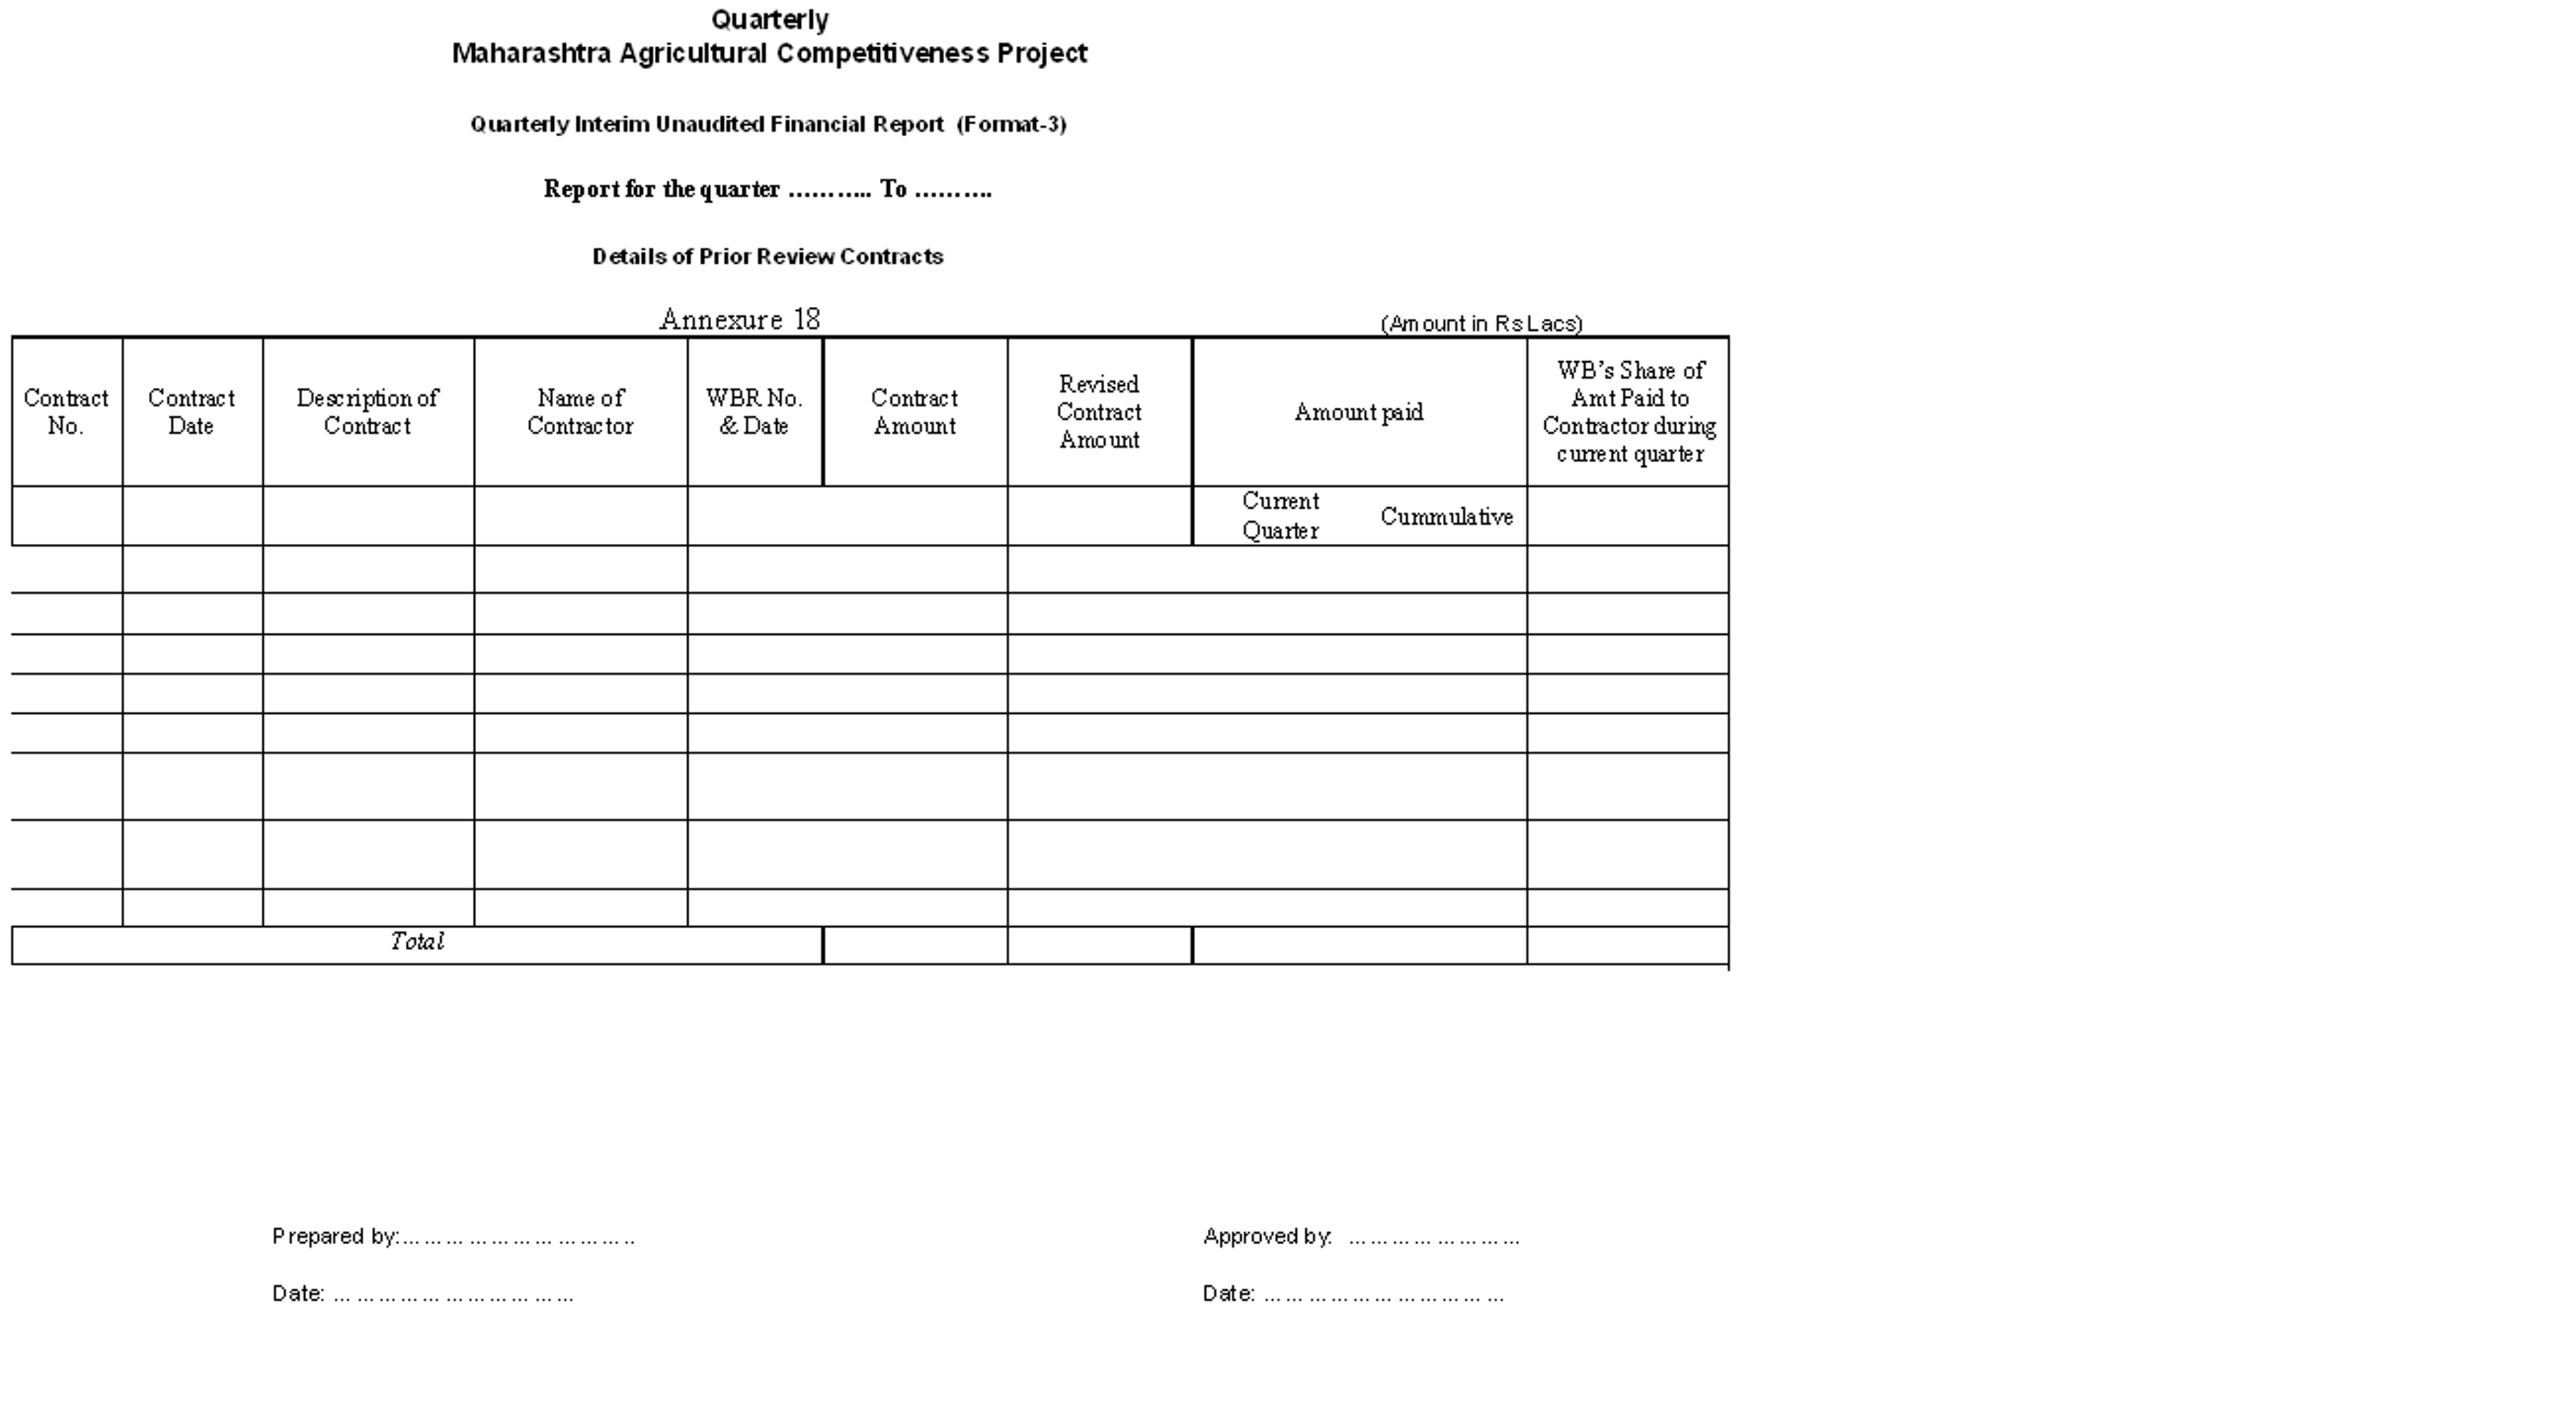 Quarterly
Maharashtra Agricultural Competitiveness Project
Quarterly Interim Unaudited Financial Report (Format-3)
Report for the quarter ……….. To ……….
Details of Prior Review Contracts
Annexure 18
(Amount in Rs Lacs)
Contract
No.
Contract
Date
Description of
Contract
Name of
Contractor
WBR No.
& Date
Contract
Amount
Revised
Contract
Amount
Amount paid
WB’s Share of
Amt Paid to
Contractor during
current quarter
Current
Quarter
Cummulative
Total
Prepared by:… … … … … … … … … … ..
Approved by: … … … … … … … …
Date: … … … … … … … … … … …
Date: … … … … … … … … … … …